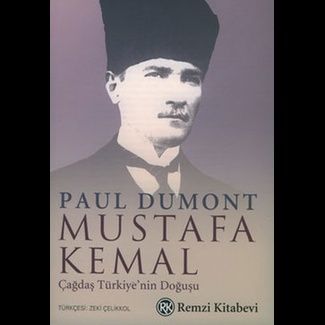 PAUL DUMONT
MUSTAFA
KEMAL
Çağdaş Türkiye'nin Doğuşu
TÜRKÇESİ: ZEKİ ÇELİKKOL
RK Remzi Kitabevi